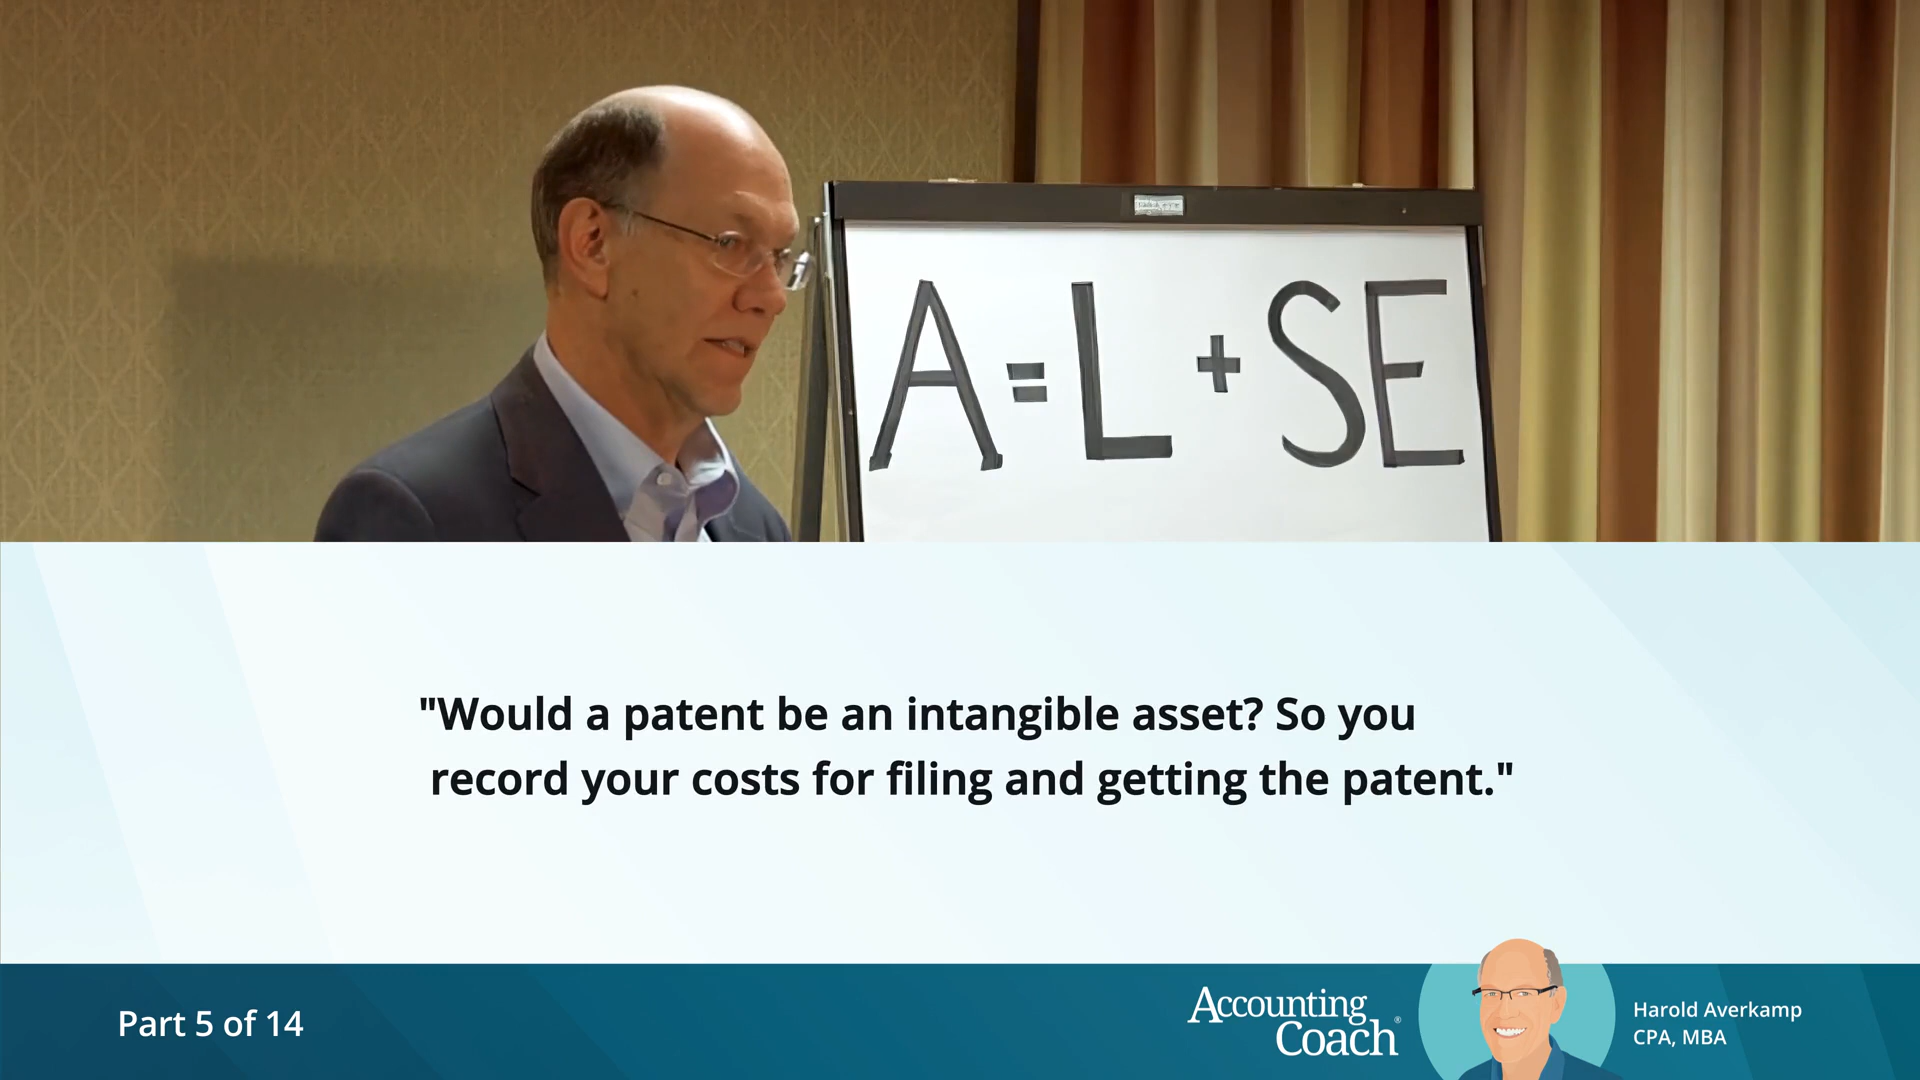 A = L + SE
"Would a patent be an intangible asset? So you
record your costs for filing and getting the patent."
Part 5 of 14
Accounting
Coach®
Harold Averkamp
CPA, MBA